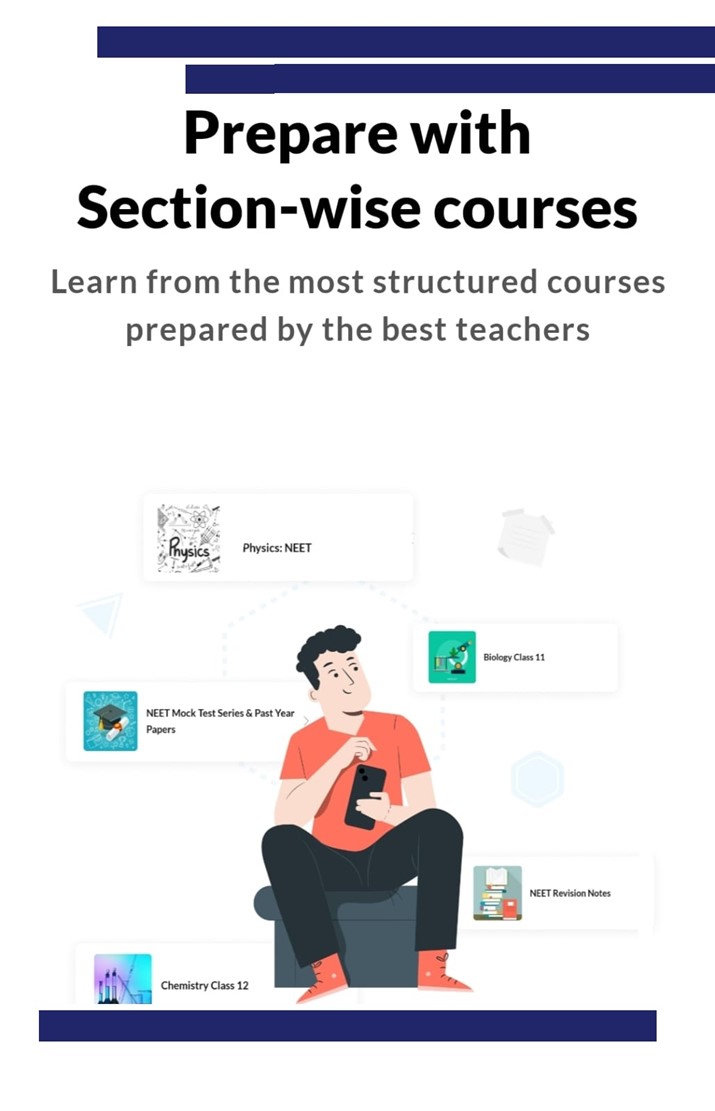 Prepare with
Section-wise courses
Learn from the most structured courses
prepared by the best teachers
Physics
Physics: NEET
Biology Class 11
NEET Mock Test Series & Past Year
Papers
NEET Revision Notes
Chemistry Class 12